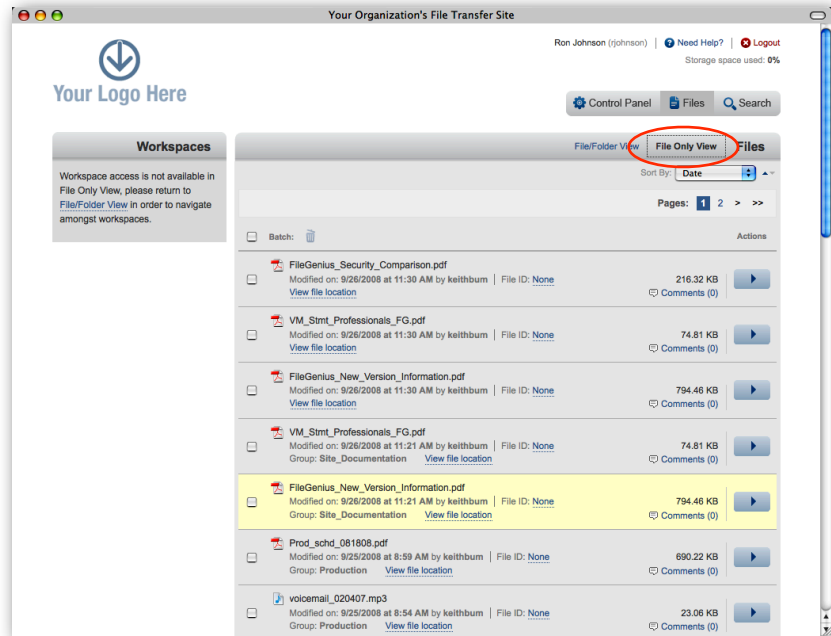 Your Organization's File Transfer Site
Ron Johnson (rjohnson) | Need Help? | Logout
Storage space used: 0%
Your Logo Here
Control Panel Files Search
Workspaces
Workspace access is not available in
File Only View, please return to
File/Folder View in order to navigate
amongst workspaces.
File/Folder View File Only View Files
Sort By: Date
Pages: 1 2 > >>
Batch: Actions
FileGenius_Security_Comparison.pdf
Modified on: 9/26/2008 at 11:30 AM by keithbum | File ID: None 216.32 KB
View file location Comments (0)
VM_Stmt_Professionals_FG.pdf
Modified on: 9/26/2008 at 11:30 AM by keithbum | File ID: None 74.81 KB
View file location Comments (0)
FileGenius_New_Version_Information.pdf
Modified on: 9/26/2008 at 11:30 AM by keithbum | File ID: None 794.46 KB
View file location Comments (0)
VM_Stmt_Professionals_FG.pdf
Modified on: 9/26/2008 at 11:21 AM by keithbum | File ID: None 74.81 KB
Group: Site_Documentation View file location Comments (0)
FileGenius_New_Version_Information.pdf
Modified on: 9/26/2008 at 11:21 AM by keithbum | File ID: None 794.46 KB
Group: Site_Documentation View file location Comments (0)
Prod_schd_081808.pdf
Modified on: 9/25/2008 at 8:59 AM by keithbum | File ID: None 690.22 KB
Group: Production View file location Comments (0)
voicemail_020407.mp3
Modified on: 9/25/2008 at 8:54 AM by keithbum | File ID: None 23.06 KB
Group: Production View file location Comments (0)